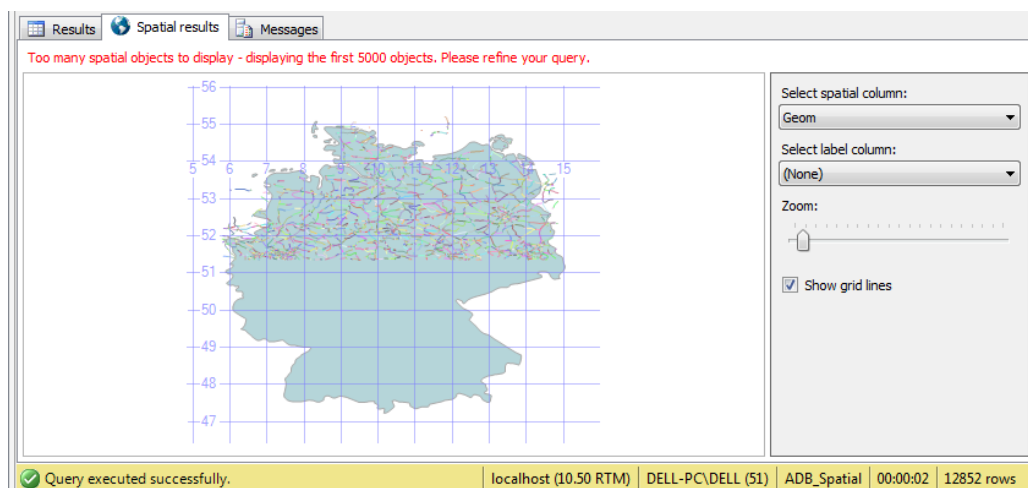 Results Spatial results Messages
Too many spatial objects to display - displaying the first 5000 objects. Please refine your query.
56
55
54
5 6 7 8 9 10 11 12 13 14 15
53
52
51
50
49
48
47
Select spatial column:
Geom
Select label column:
(None)
Zoom:
Show grid lines
Query executed successfully. localhost (10.50 RTM) DELL-PC\DELL (51) ADB_Spatial 00:00:02 12852 rows